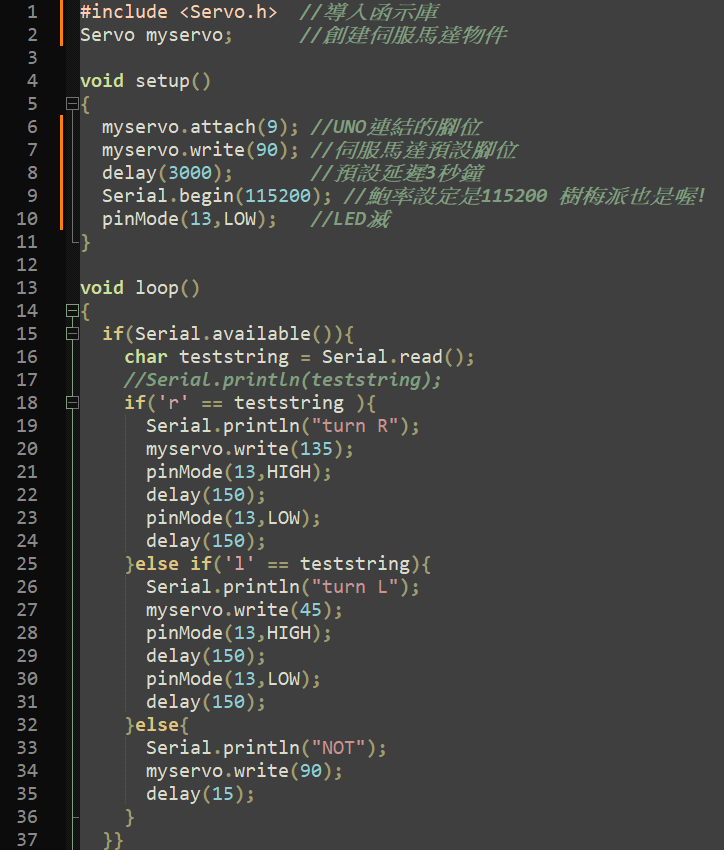 1 #include <Servo.h>  //導入函示庫
2 Servo myservo;      //創建伺服馬達物件
3
4 void setup()
5 {
6   myservo.attach(9); //UNO連結的腳位
7   myservo.write(90); //伺服馬達預設腳位
8   delay(3000);       //預設延遲3秒鐘
9   Serial.begin(115200); //鮑率設定是115200 樹梅派也是喔!
10   pinMode(13,LOW);   //LED滅
11 }
12
13 void loop()
14 {
15   if(Serial.available()){
16     char teststring = Serial.read();
17     //Serial.println(teststring);
18     if('r' == teststring ){
19       Serial.println("turn R");
20       myservo.write(135);
21       pinMode(13,HIGH);
22       delay(150);
23       pinMode(13,LOW);
24       delay(150);
25     }else if('l' == teststring){
26       Serial.println("turn L");
27       myservo.write(45);
28       pinMode(13,HIGH);
29       delay(150);
30       pinMode(13,LOW);
31       delay(150);
32     }else{
33       Serial.println("NOT");
34       myservo.write(90);
35       delay(15);
36     }
37   }}